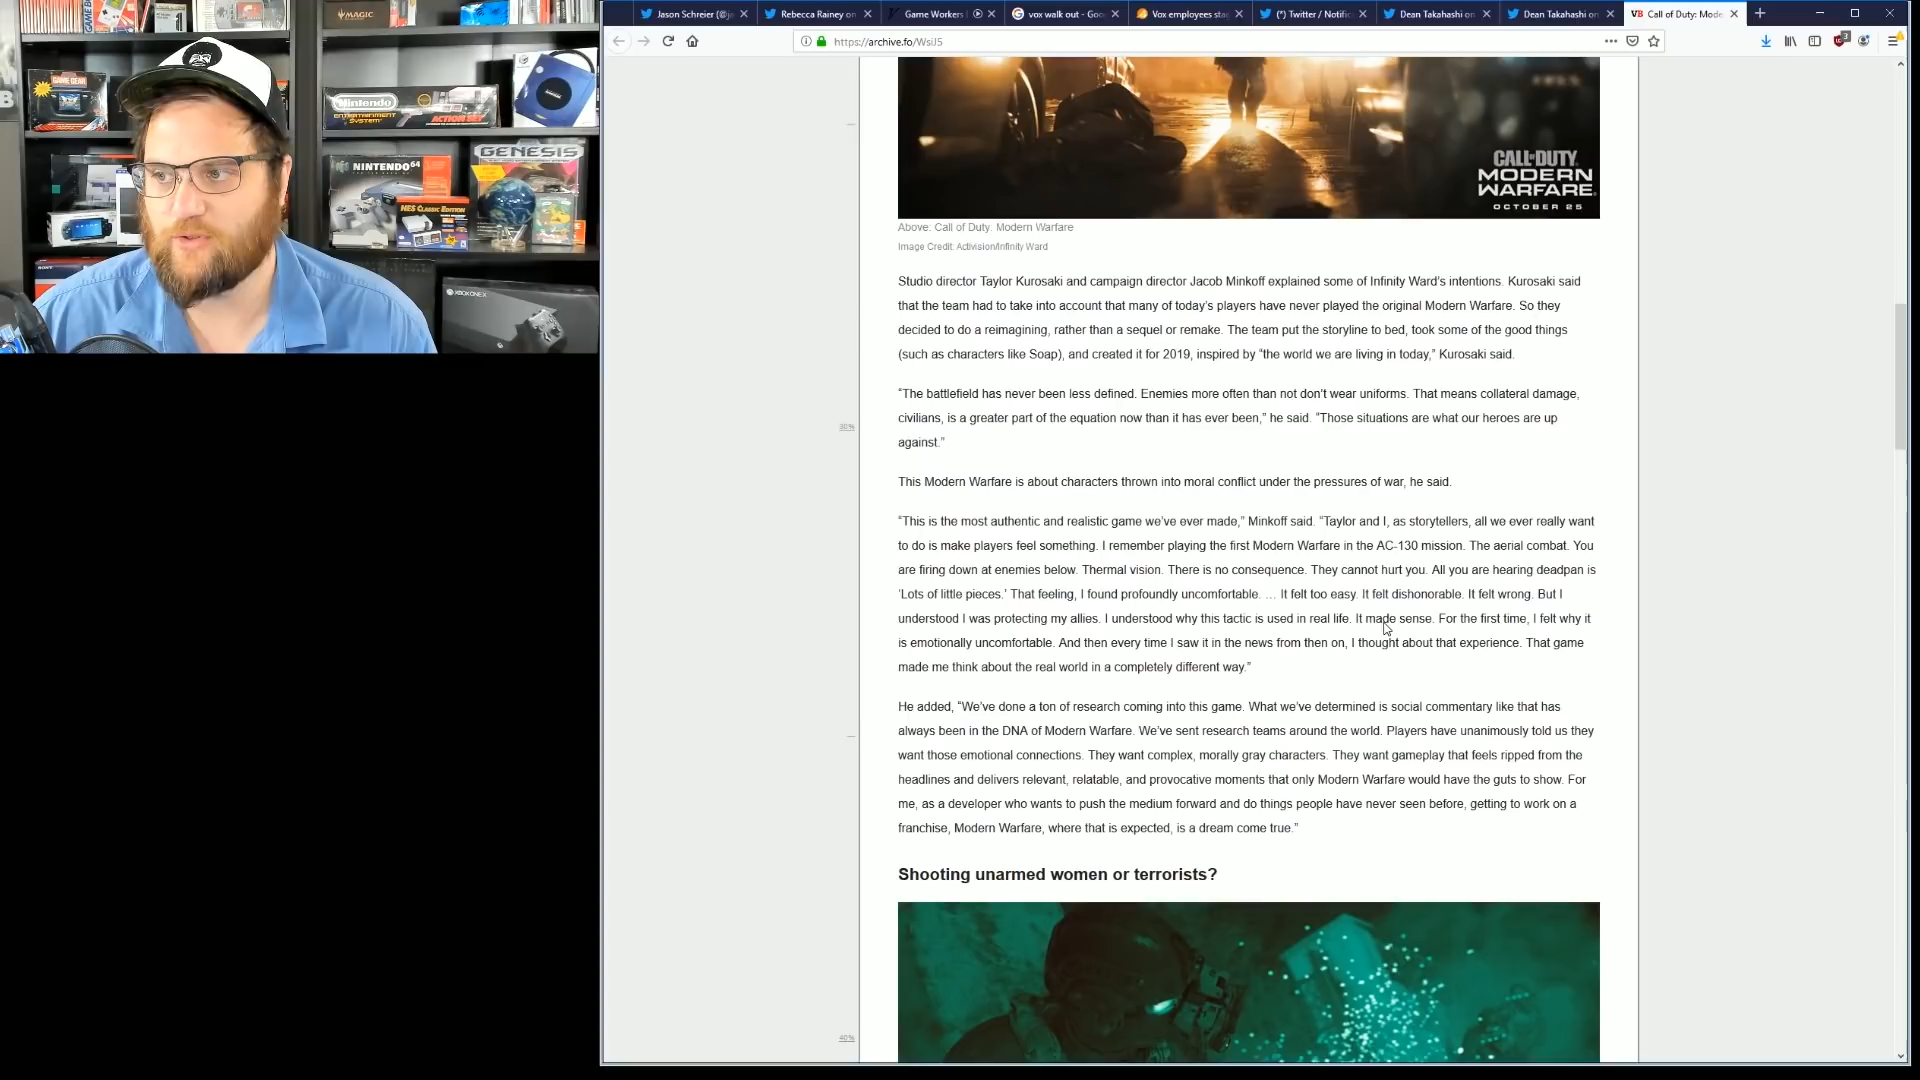 Jason Schreier (@ja
Rebecca Rainey on
Game Workers
vox walk out - Goo
Vox employees sta
(*) Twitter / Notific
Dean Takahashi on
Dean Takahashi on
VB Call of Duty: Mode
https://archive.fo/WsiJ5
MAGIC
GAME GEAR
Nintendo
ENTERTAINMENT SYSTEM
ACTION SET
NINTENDO 64
GENESIS
NES CLASSIC EDITION
XBOX ONE X
CALL OF DUTY
MODERN
WARFARE
OCTOBER 25
Above: Call of Duty: Modern Warfare
Image Credit: Activision/Infinity Ward
Studio director Taylor Kurosaki and campaign director Jacob Minkoff explained some of Infinity Ward's intentions. Kurosaki said
that the team had to take into account that many of today's players have never played the original Modern Warfare. So they
decided to do a reimagining, rather than a sequel or remake. The team put the storyline to bed, took some of the good things
(such as characters like Soap), and created it for 2019, inspired by “the world we are living in today,” Kurosaki said.
“The battlefield has never been less defined. Enemies more often than not don't wear uniforms. That means collateral damage,
civilians, is a greater part of the equation now than it has ever been,” he said. “Those situations are what our heroes are up
against.”
30%
This Modern Warfare is about characters thrown into moral conflict under the pressures of war, he said.
“This is the most authentic and realistic game we've ever made,” Minkoff said. “Taylor and I, as storytellers, all we ever really want
to do is make players feel something. I remember playing the first Modern Warfare in the AC-130 mission. The aerial combat. You
are firing down at enemies below. Thermal vision. There is no consequence. They cannot hurt you. All you are hearing deadpan is
‘Lots of little pieces.’ That feeling, I found profoundly uncomfortable. … It felt too easy. It felt dishonorable. It felt wrong. But I
understood I was protecting my allies. I understood why this tactic is used in real life. It made sense. For the first time, I felt why it
is emotionally uncomfortable. And then every time I saw it in the news from then on, I thought about that experience. That game
made me think about the real world in a completely different way.”
He added, “We've done a ton of research coming into this game. What we've determined is social commentary like that has
always been in the DNA of Modern Warfare. We've sent research teams around the world. Players have unanimously told us they
want those emotional connections. They want complex, morally gray characters. They want gameplay that feels ripped from the
headlines and delivers relevant, relatable, and provocative moments that only Modern Warfare would have the guts to show. For
me, as a developer who wants to push the medium forward and do things people have never seen before, getting to work on a
franchise, Modern Warfare, where that is expected, is a dream come true.”
Shooting unarmed women or terrorists?
40%